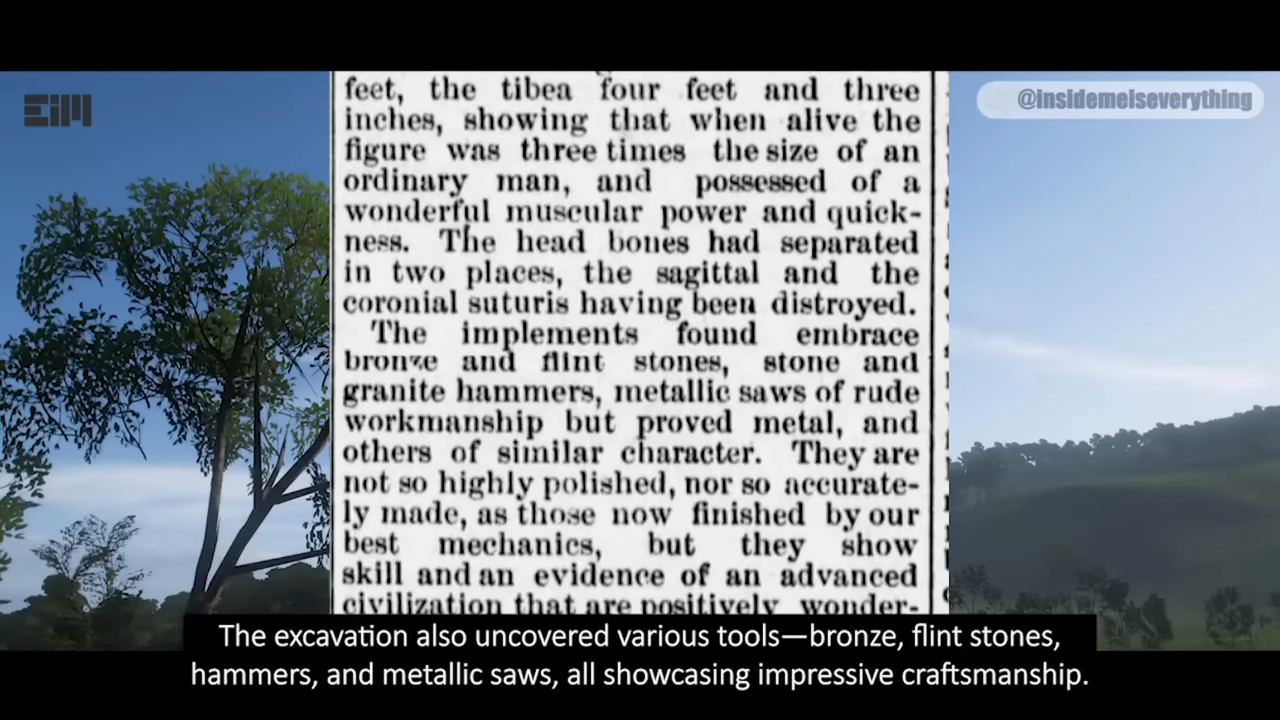 EIM
@insidemeiseverything
feet, the tibea four feet and three
inches, showing that when alive the
figure was three times the size of an
ordinary man, and possessed of a
wonderful muscular power and quick-
ness. The head bones had separated
in two places, the sagittal and the
coronial suturis having been distroyed.
The implements found embrace
bronze and flint stones, stone and
granite hammers, metallic saws of rude
workmanship but proved metal, and
others of similar character. They are
not so highly polished, nor so accurate-
ly made, as those now finished by our
best mechanics, but they show
skill and an evidence of an advanced
civilization that are positively wonder-
The excavation also uncovered various tools—bronze, flint stones,
hammers, and metallic saws, all showcasing impressive craftsmanship.